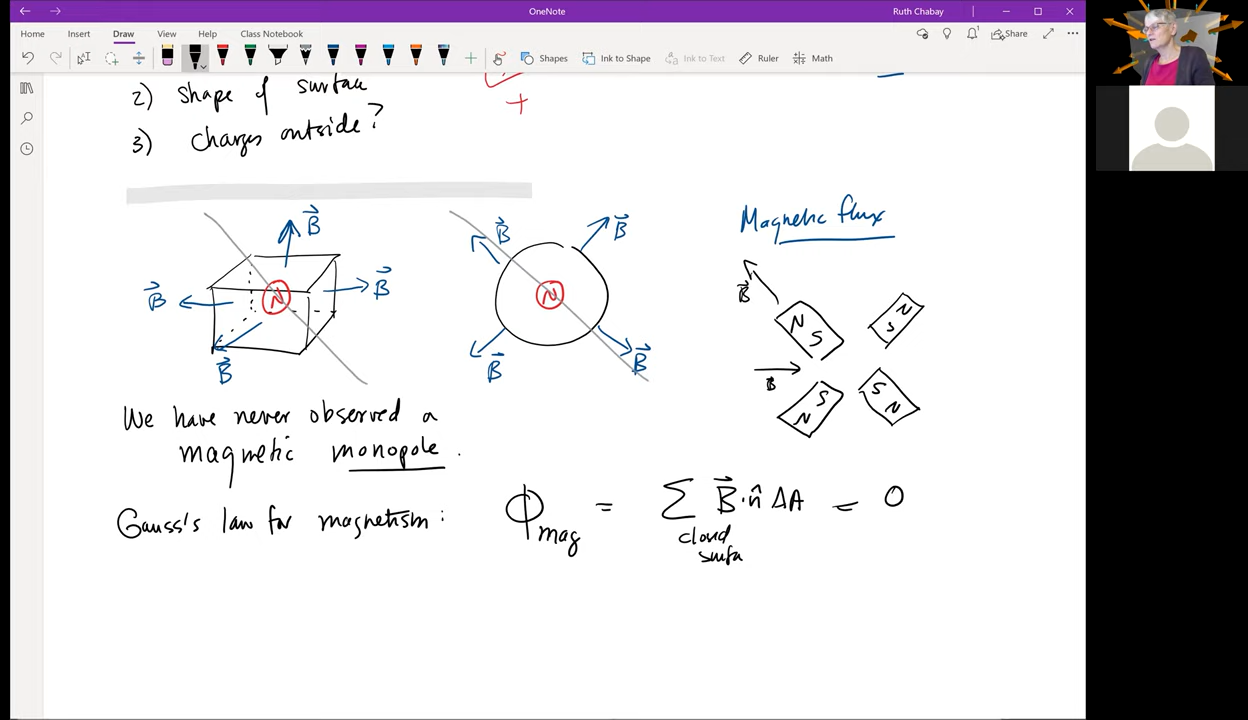 OneNote
Ruth Chabay
Home Insert Draw View Help Class Notebook
Share
Shapes Ink to Shape Ink to Text Ruler Math
2) Shape of surface
3) Charges outside?
+
Magnetic flux
B B B B
N
B B B B
N
B
N S
N S
B
S N
S N
We have never observed a
magnetic monopole.
Gauss's law for magnetism: Φmag = Σ B·n̂ ΔA = 0
closed
surfa